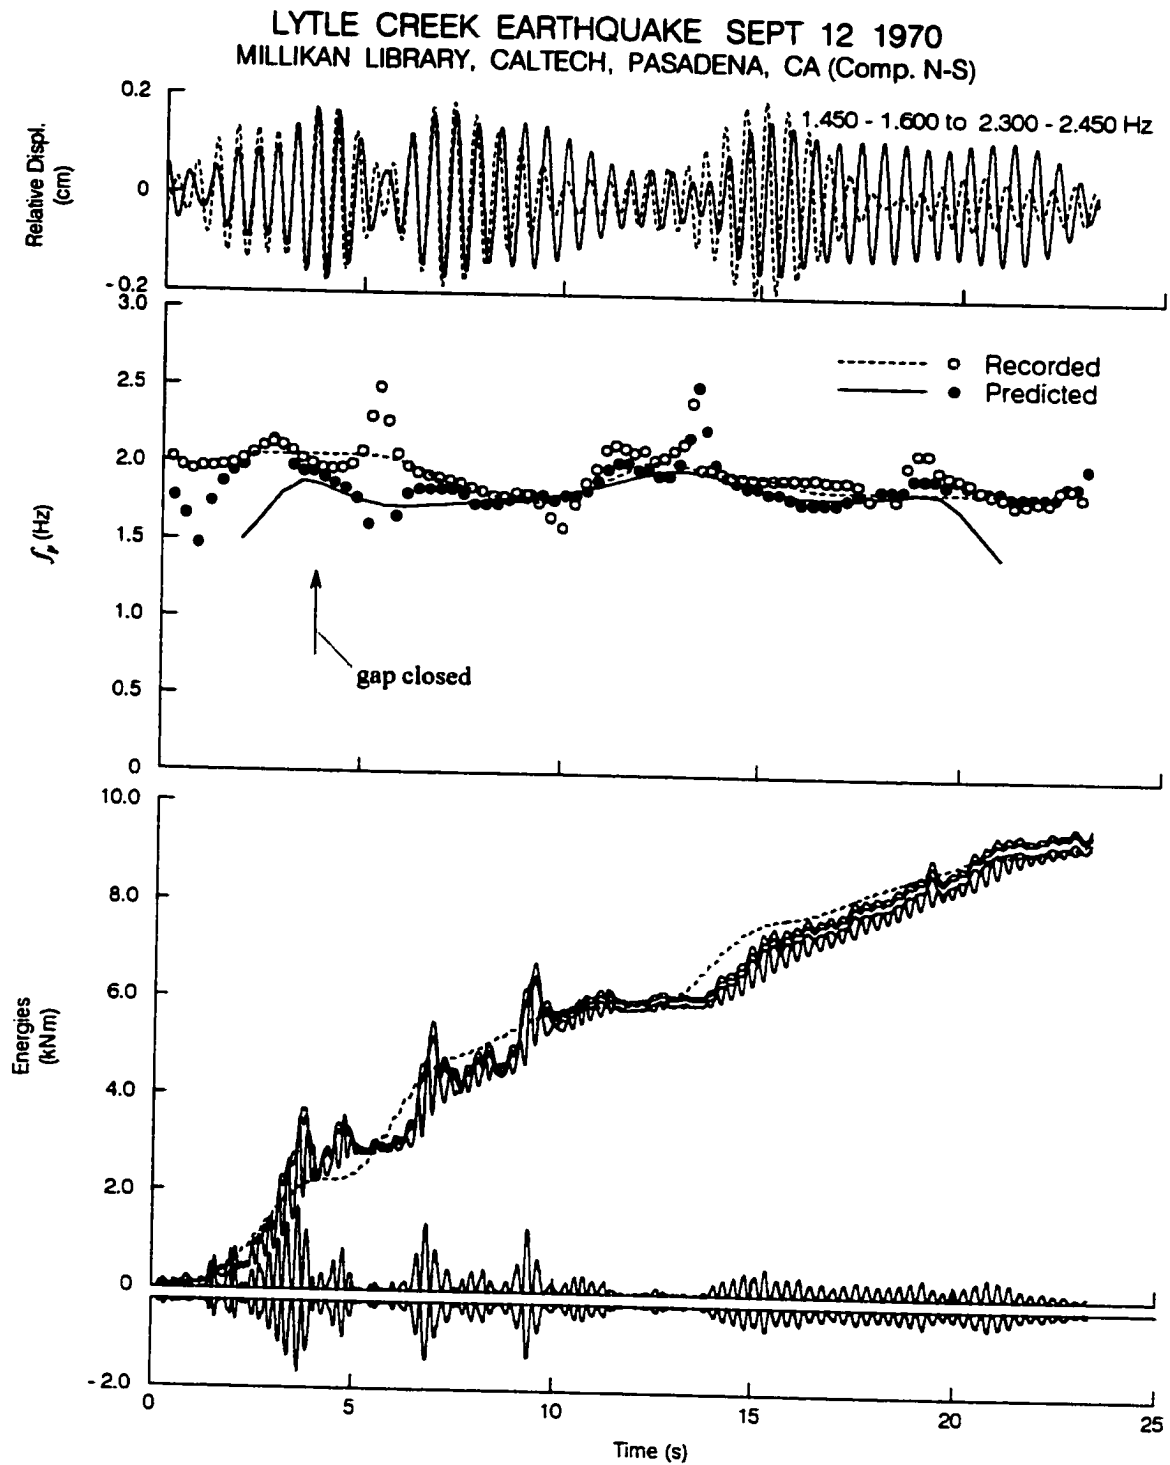 LYTLE CREEK EARTHQUAKE SEPT 12 1970
MILLIKAN LIBRARY, CALTECH, PASADENA, CA (Comp. N-S)
Relative Displ.
(cm)
0.2
0
-0.2
1.450 - 1.600 to 2.300 - 2.450 Hz
fp (Hz)
3.0
2.5
2.0
1.5
1.0
0.5
0
Recorded
Predicted
gap closed
Energies
(kNm)
10.0
8.0
6.0
4.0
2.0
0
-2.0
0 5 10 15 20 25
Time (s)